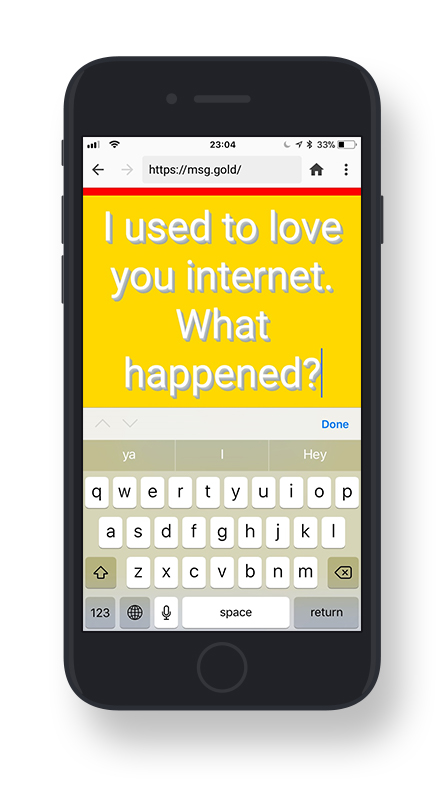 23:04 33%
https://msg.gold/
I used to love
you internet.
What
happened?
Done
ya I Hey
q w e r t y u i o p
a s d f g h j k l
z x c v b n m
123 space return